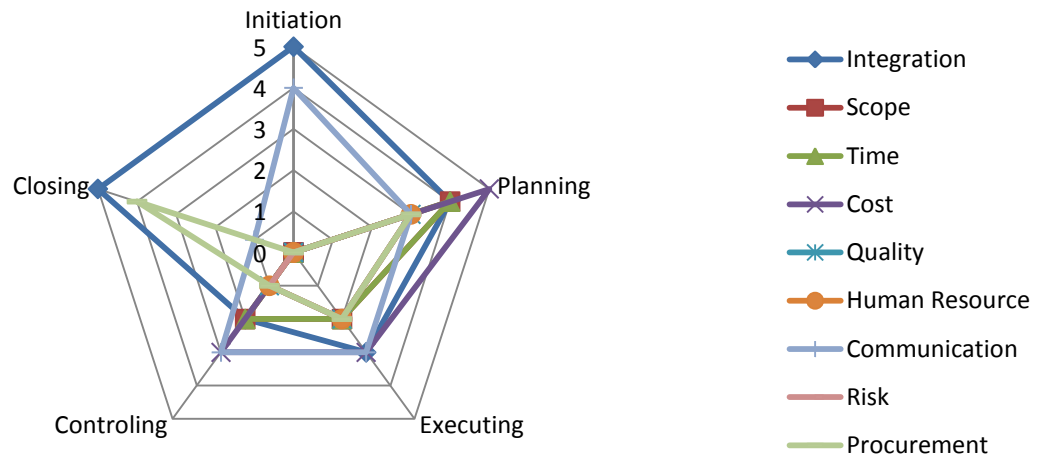 Initiation
5
4
3
2
1
0
Closing
Planning
Controling
Executing
Integration
Scope
Time
Cost
Quality
Human Resource
Communication
Risk
Procurement